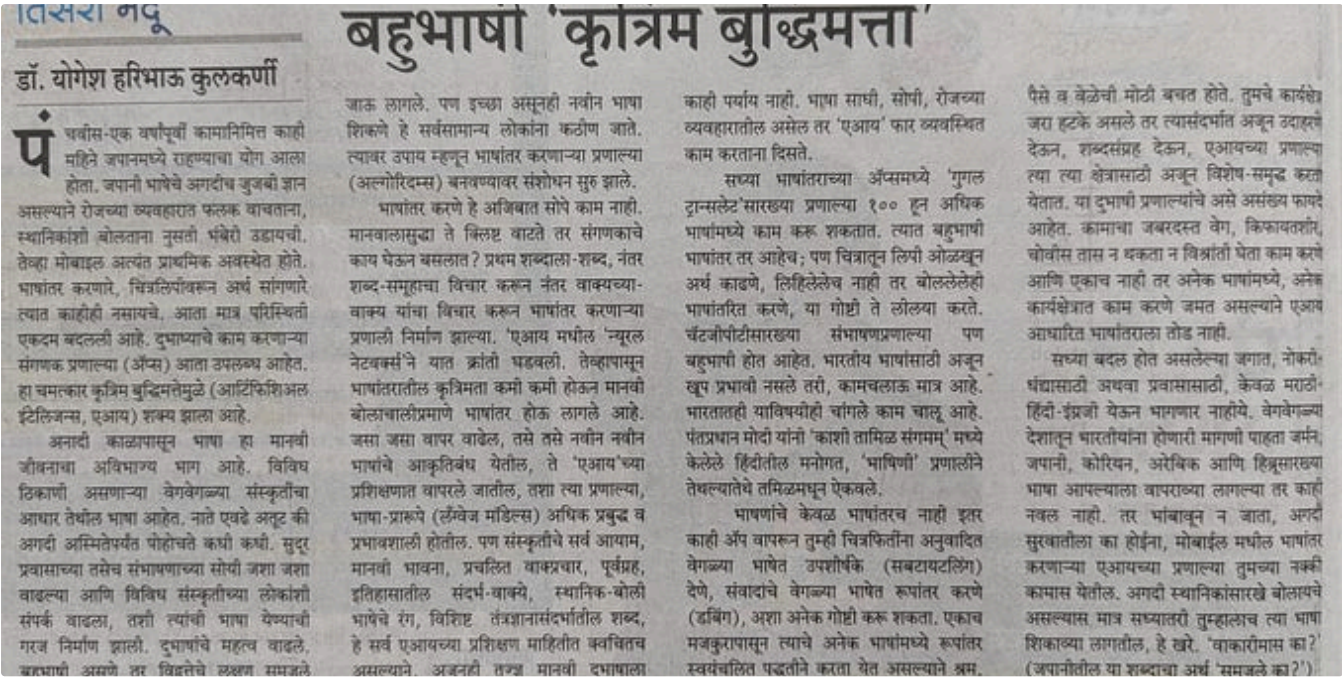 तिसरा मेंदू
बहुभाषी ‘कृत्रिम बुद्धिमत्ता’
डॉ. योगेश हरिभाऊ कुलकर्णी
पंचवीस-एक वर्षांपूर्वी कामानिमित्त काही
महिने जपानमध्ये राहण्याचा योग आला
होता. जपानी भाषेचे अगदीच जुजबी ज्ञान
असल्याने रोजच्या व्यवहारात फलक वाचताना,
स्थानिकांशी बोलताना नुसती भंबेरी उडायची.
तेव्हा मोबाइल अत्यंत प्राथमिक अवस्थेत होते.
भाषांतर करणारे, चित्रलिपीवरून अर्थ सांगणारे
त्यात काहीही नसायचे. आता मात्र परिस्थिती
एकदम बदलली आहे. दुभाष्याचे काम करणाऱ्या
संगणक प्रणाल्या (ॲप्स) आता उपलब्ध आहेत.
हा चमत्कार कृत्रिम बुद्धिमत्तेमुळे (आर्टिफिशिअल
इंटेलिजन्स, एआय) शक्य झाला आहे.
अनादी काळापासून भाषा हा मानवी
जीवनाचा अविभाग्य भाग आहे. विविध
ठिकाणी असणाऱ्या वेगवेगळ्या संस्कृतींचा
आधार तेथील भाषा आहेत. नाते एवढे अतूट की
अगदी अस्मितेपर्यंत पोहोचते कधी कधी. सुदूर
प्रवासाच्या तसेच संभाषणाच्या सोयी जशा जशा
वाढल्या आणि विविध संस्कृतीच्या लोकांशी
संपर्क वाढला, तशी त्यांची भाषा येण्याची
गरज निर्माण झाली. दुभाषांचे महत्व वाढले.
बहुभाषी असणे तर विद्वत्तेचे लक्षण समजले
जाऊ लागले. पण इच्छा असूनही नवीन भाषा
शिकणे हे सर्वसामान्य लोकांना कठीण जाते.
त्यावर उपाय म्हणून भाषांतर करणाऱ्या प्रणाल्या
(अल्गोरिदम्स) बनवण्यावर संशोधन सुरु झाले.
भाषांतर करणे हे अजिबात सोपे काम नाही.
मानवालासुद्धा ते क्लिष्ट वाटते तर संगणकाचे
काय घेऊन बसलात? प्रथम शब्दाला-शब्द, नंतर
शब्द-समूहाचा विचार करून नंतर वाक्यच्या-
वाक्य यांचा विचार करून भाषांतर करणाऱ्या
प्रणाली निर्माण झाल्या. ‘एआय मधील ‘न्यूरल
नेटवर्क्स’ने यात क्रांती घडवली. तेव्हापासून
भाषांतरातील कृत्रिमता कमी कमी होऊन मानवी
बोलाचालीप्रमाणे भाषांतर होऊ लागले आहे.
जसा जसा वापर वाढेल, तसे तसे नवीन नवीन
भाषांचे आकृतिबंध येतील, ते ‘एआय’च्या
प्रशिक्षणात वापरले जातील, तशा त्या प्रणाल्या,
भाषा-प्रारूपे (लँग्वेज मॉडेल्स) अधिक प्रबुद्ध व
प्रभावशाली होतील. पण संस्कृतीचे सर्व आयाम,
मानवी भावना, प्रचलित वाक्प्रचार, पूर्वग्रह,
इतिहासातील संदर्भ-वाक्ये, स्थानिक-बोली
भाषेचे रंग, विशिष्ट तंत्रज्ञानासंदर्भातील शब्द,
हे सर्व एआयच्या प्रशिक्षण माहितीत क्वचितच
असल्याने, अजूनही तज्ज्ञ मानवी दुभाषाला
काही पर्याय नाही. भाषा साधी, सोपी, रोजच्या
व्यवहारातील असेल तर ‘एआय’ फार व्यवस्थित
काम करताना दिसते.
सध्या भाषांतराच्या ॲप्समध्ये ‘गुगल
ट्रान्सलेट’सारख्या प्रणाल्या १०० हून अधिक
भाषांमध्ये काम करू शकतात. त्यात बहुभाषी
भाषांतर तर आहेच; पण चित्रातून लिपी ओळखून
अर्थ काढणे, लिहिलेलेच नाही तर बोललेलेही
भाषांतरित करणे, या गोष्टी ते लीलया करते.
चॅटजीपीटीसारख्या संभाषणप्रणाल्या पण
बहुभाषी होत आहेत. भारतीय भाषांसाठी अजून
खूप प्रभावी नसले तरी, कामचलाऊ मात्र आहे.
भारतातही याविषयीही चांगले काम चालू आहे.
पंतप्रधान मोदी यांनी ‘काशी तामिळ संगमम्’ मध्ये
केलेले हिंदीतील मनोगत, ‘भाषिणी’ प्रणालीने
तेथल्यातेथे तमिळमधून ऐकवले.
भाषणांचे केवळ भाषांतरच नाही इतर
काही ॲप वापरून तुम्ही चित्रफितींना अनुवादित
वेगळ्या भाषेत उपशीर्षके (सबटायटलिंग)
देणे, संवादांचे वेगळ्या भाषेत रूपांतर करणे
(डबिंग), अशा अनेक गोष्टी करू शकता. एकाच
मजकुरापासून त्याचे अनेक भाषांमध्ये रूपांतर
स्वयंचलित पद्धतीने करता येत असल्याने श्रम,
पैसे व वेळेची मोठी बचत होते. तुमचे कार्यक्षेत्र
जरा हटके असले तर त्यासंदर्भात अजून उदाहरणे
देऊन, शब्दसंग्रह देऊन, एआयच्या प्रणाल्या
त्या त्या क्षेत्रासाठी अजून विशेष-समृद्ध करता
येतात. या दुभाषी प्रणाल्यांचे असे असंख्य फायदे
आहेत. कामाचा जबरदस्त वेग, किफायतशीर,
चोवीस तास न थकता न विश्रांती घेता काम करणे
आणि एकाच नाही तर अनेक भाषांमध्ये, अनेक
कार्यक्षेत्रात काम करणे जमत असल्याने एआय
आधारित भाषांतराला तोड नाही.
सध्या बदल होत असलेल्या जगात, नोकरी-
धंद्यासाठी अथवा प्रवासासाठी, केवळ मराठी-
हिंदी-इंग्रजी येऊन भागणार नाहीये. वेगवेगळ्या
देशातून भारतीयांना होणारी मागणी पाहता जर्मन,
जपानी, कोरियन, अरेबिक आणि हिब्रूसारख्या
भाषा आपल्याला वापराव्या लागल्या तर काही
नवल नाही. तर भांबावून न जाता, अगदी
सुरवातीला का होईना, मोबाईल मधील भाषांतर
करणाऱ्या एआयच्या प्रणाल्या तुमच्या नक्की
कामास येतील. अगदी स्थानिकांसारखे बोलायचे
असल्यास मात्र सध्यातरी तुम्हालाच त्या भाषा
शिकाव्या लागतील, हे खरे. ‘वाकारीमास का?’
(जपानीतील या शब्दाचा अर्थ ‘समजले का?’)